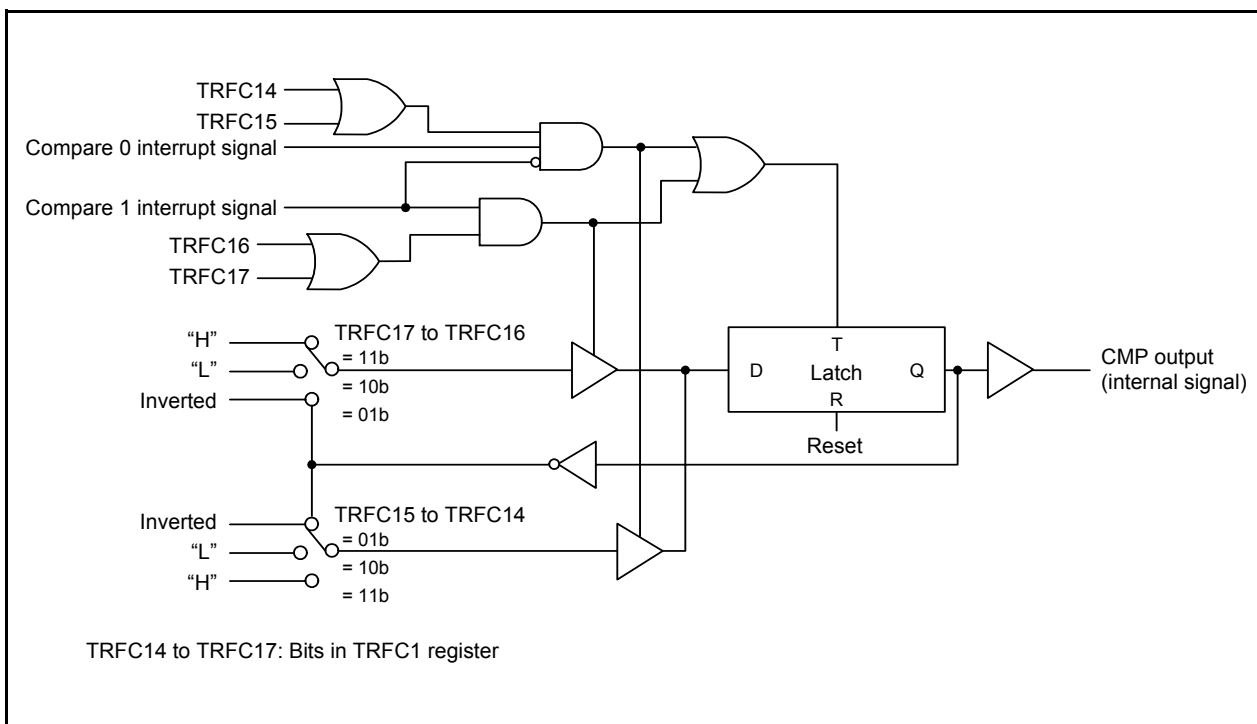 TRFC14
TRFC15
Compare 0 interrupt signal
Compare 1 interrupt signal
TRFC16
TRFC17
“H”
“L”
Inverted
TRFC17 to TRFC16
= 11b
= 10b
= 01b
T
D
Latch
Q
R
Reset
CMP output
(internal signal)
Inverted
“L”
“H”
TRFC15 to TRFC14
= 01b
= 10b
= 11b
TRFC14 to TRFC17: Bits in TRFC1 register